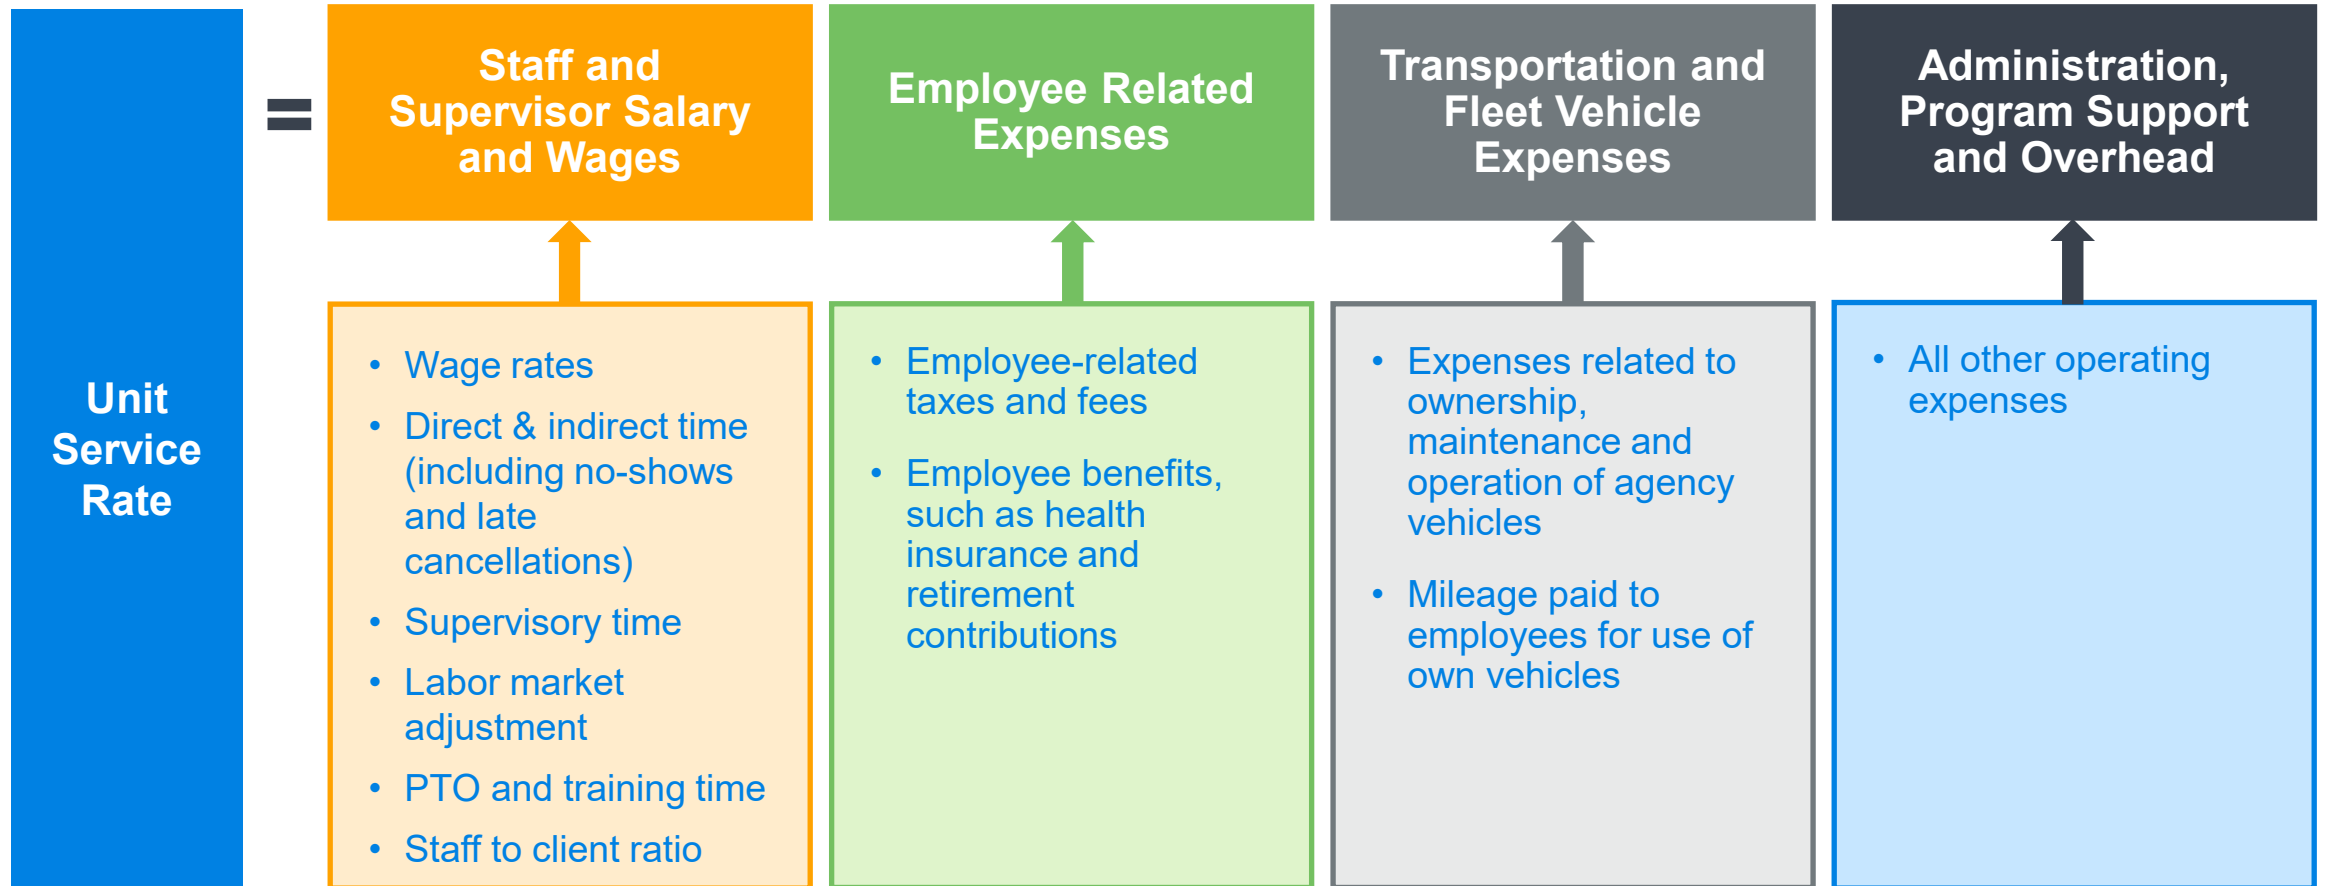 Unit
Service
Rate
=
Staff and
Supervisor Salary
and Wages
• Wage rates
• Direct & indirect time
(including no-shows
and late
cancellations)
• Supervisory time
• Labor market
adjustment
• PTO and training time
• Staff to client ratio
Employee Related
Expenses
• Employee-related
taxes and fees
• Employee benefits,
such as health
insurance and
retirement
contributions
Transportation and
Fleet Vehicle
Expenses
• Expenses related to
ownership,
maintenance and
operation of agency
vehicles
• Mileage paid to
employees for use of
own vehicles
Administration,
Program Support
and Overhead
• All other operating
expenses